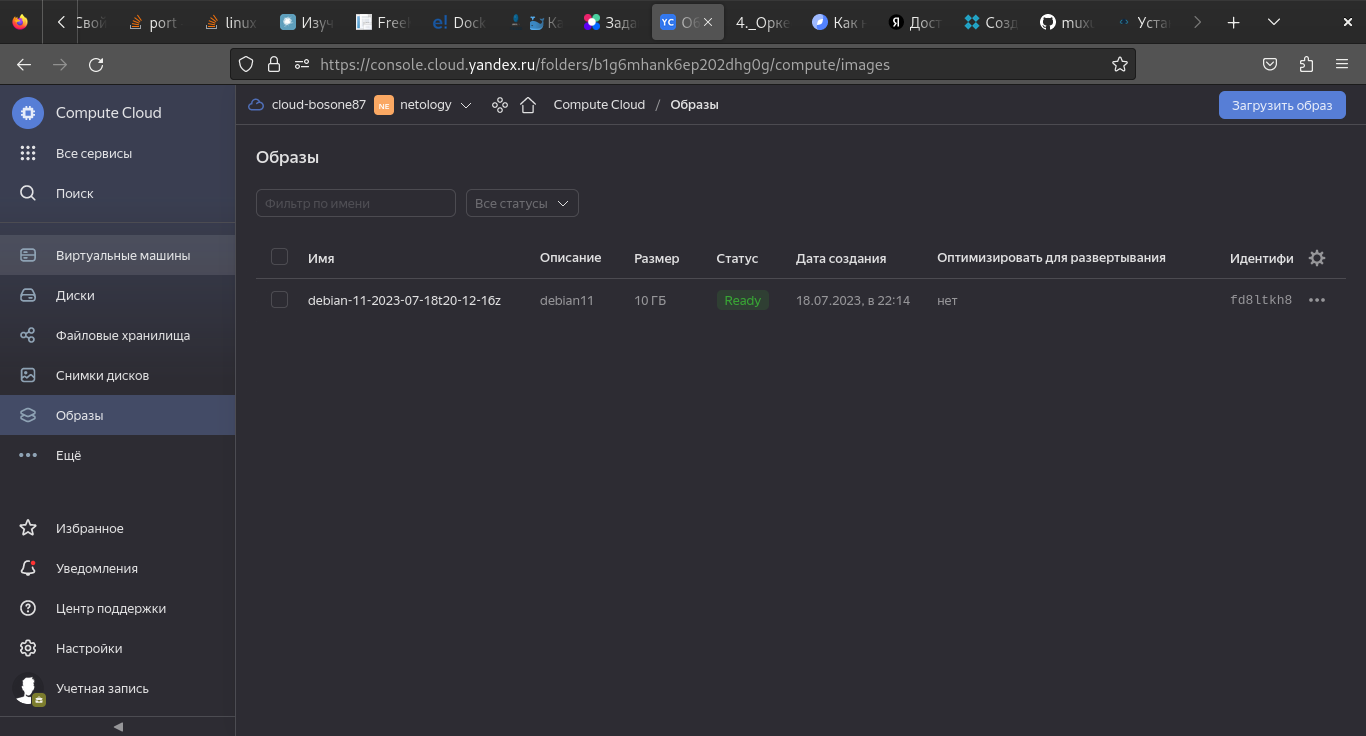 Свой
port
linux
Изуч
Free
e! Dock
Ка
Зада
YC Об
4._Орке
Как н
Я Дост
Созд
mux
Уста
https://console.cloud.yandex.ru/folders/b1g6mhank6ep202dhg0g/compute/images
Compute Cloud
Все сервисы
Поиск
Виртуальные машины
Диски
Файловые хранилища
Снимки дисков
Образы
Ещё
Избранное
Уведомления
Центр поддержки
Настройки
Учетная запись
cloud-bosone87 NE netology Compute Cloud / Образы
Загрузить образ
Образы
Фильтр по имени Все статусы
Имя Описание Размер Статус Дата создания Оптимизировать для развертывания Идентифи
debian-11-2023-07-18t20-12-16z debian11 10 ГБ Ready 18.07.2023, в 22:14 нет fd8ltkh8